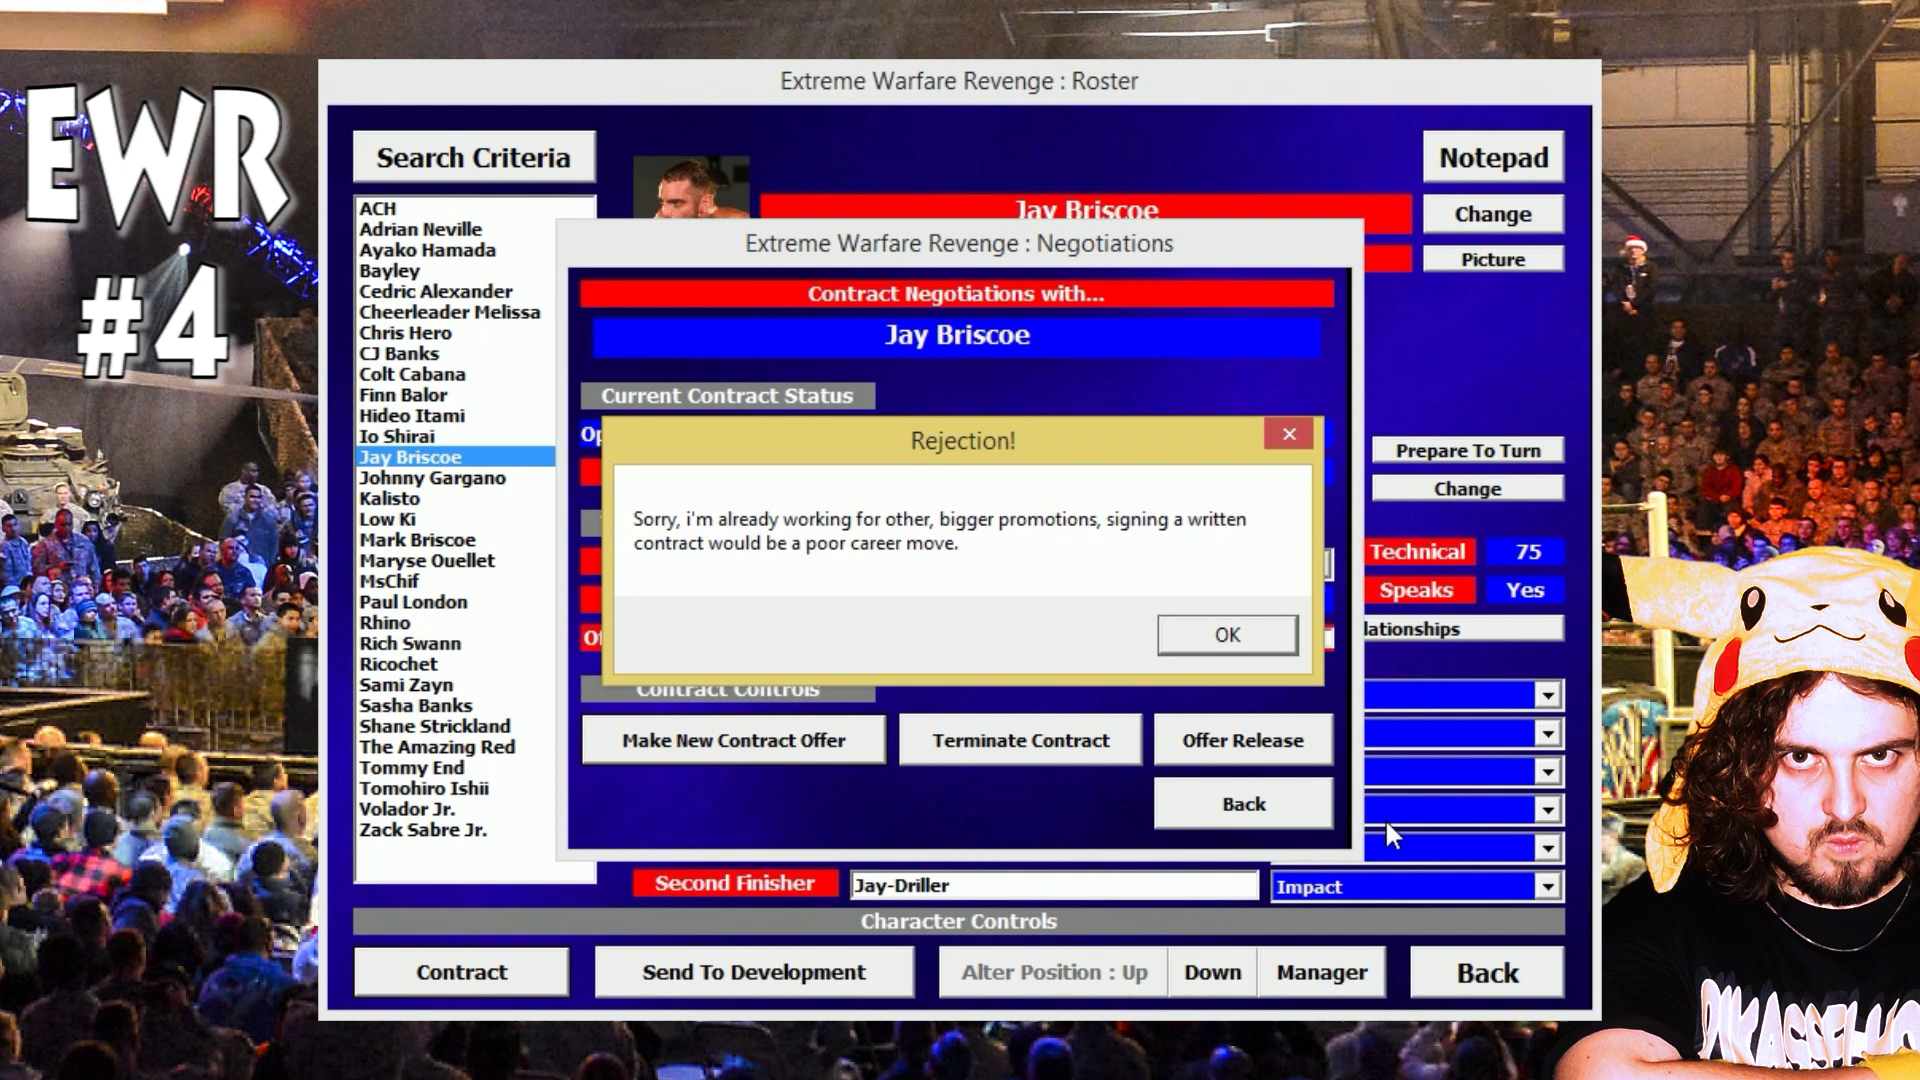 EWR
#4
Extreme Warfare Revenge : Roster
Search Criteria
Notepad
Jay Briscoe
Change
Picture
ACH
Adrian Neville
Ayako Hamada
Bayley
Cedric Alexander
Cheerleader Melissa
Chris Hero
CJ Banks
Colt Cabana
Finn Balor
Hideo Itami
Io Shirai
Jay Briscoe
Johnny Gargano
Kalisto
Low Ki
Mark Briscoe
Maryse Ouellet
MsChif
Paul London
Rhino
Rich Swann
Ricochet
Sami Zayn
Sasha Banks
Shane Strickland
The Amazing Red
Tommy End
Tomohiro Ishii
Volador Jr.
Zack Sabre Jr.
Extreme Warfare Revenge : Negotiations
Contract Negotiations with...
Jay Briscoe
Current Contract Status
Op
Rejection!
Sorry, i'm already working for other, bigger promotions, signing a written
contract would be a poor career move.
OK
Of
Contract Controls
Make New Contract Offer Terminate Contract Offer Release
Back
Prepare To Turn
Change
Technical 75
Speaks Yes
lationships
Second Finisher Jay-Driller Impact
Character Controls
Contract Send To Development Alter Position : Up Down Manager Back